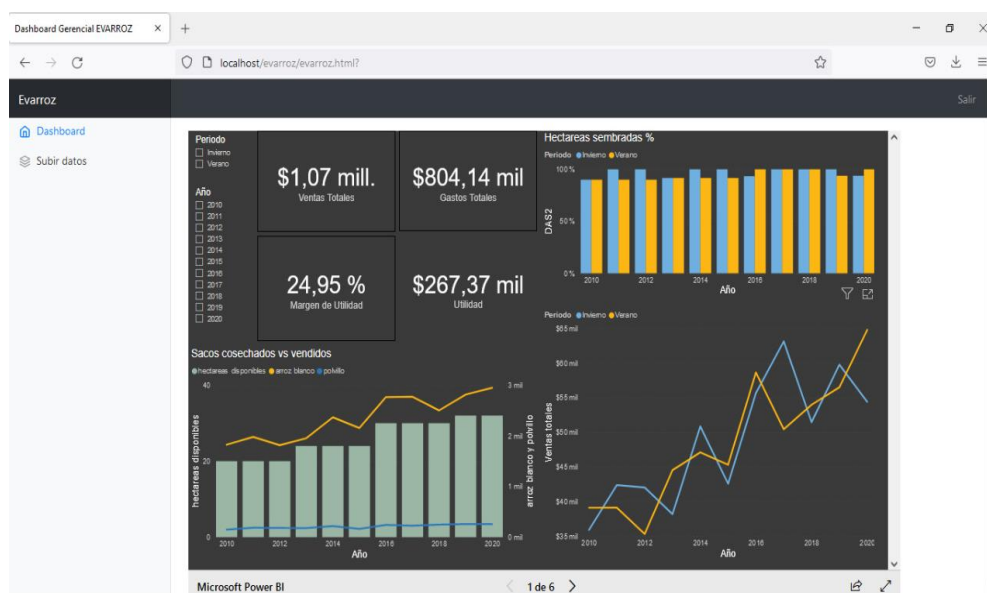 Dashboard Gerencial EVARROZ
localhost/evarroz/evarroz.html?
Evarroz
Salir
Dashboard
Subir datos
Periodo
Invierno
Verano
Año
2010
2011
2012
2013
2014
2015
2016
2017
2018
2019
2020
$1,07 mill.
Ventas Totales
$804,14 mil
Gastos Totales
24,95 %
Margen de Utilidad
$267,37 mil
Utilidad
Hectareas sembradas %
Periodo Invierno Verano
100 %
50 %
0 %
DAS2
2010 2012 2014 2016 2018 2020
Año
Sacos cosechados vs vendidos
hectareas disponibles arroz blanco polvillo
40
20
0
hectareas disponibles
3 mil
2 mil
1 mil
0 mil
arroz blanco y polvillo
2010 2012 2014 2016 2018 2020
Año
Periodo Invierno Verano
$65 mil
$60 mil
$55 mil
$50 mil
$45 mil
$40 mil
$35 mil
Ventas totales
2010 2012 2014 2016 2018 2020
Año
Microsoft Power BI
1 de 6